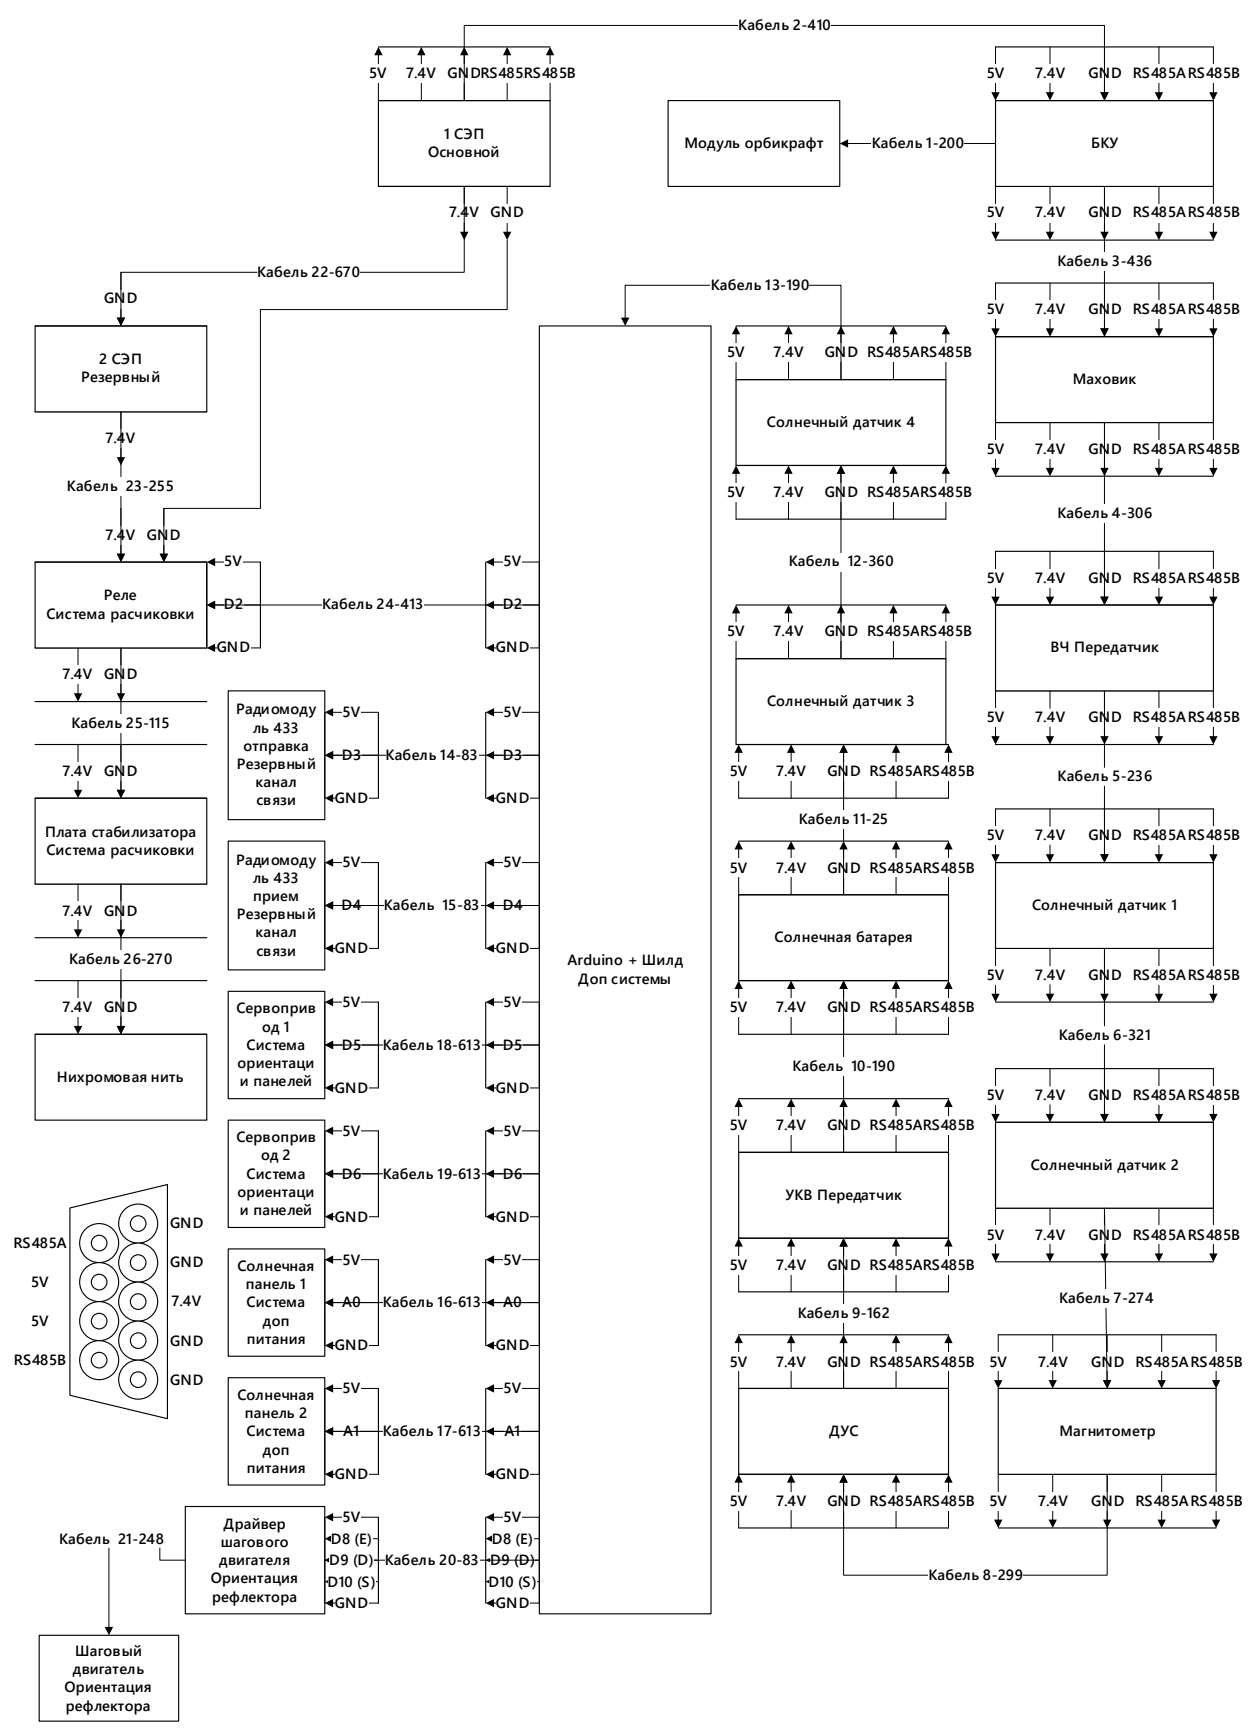 Кабель 2-410
5V 7.4V GND RS485 RS485B
5V 7.4V GND RS485A RS485B
1 СЭП
Основной
Модуль орбикрафт
Кабель 1-200
БКУ
7.4V GND
5V 7.4V GND RS485A RS485B
Кабель 3-436
Кабель 22-670
GND
2 СЭП
Резервный
7.4V
Кабель 23-255
7.4V GND
Реле
Система расчиковки
5V
D2
GND
Кабель 24-413
5V
D2
GND
7.4V GND
Кабель 25-115
7.4V GND
Плата стабилизатора
Система расчиковки
7.4V GND
Кабель 26-270
7.4V GND
Нихромовая нить
Радиомоду
ль 433
отправка
Резервный
канал
связи
5V
D3
GND
Кабель 14-83
5V
D3
GND
Радиомоду
ль 433
прием
Резервный
канал
связи
5V
D4
GND
Кабель 15-83
5V
D4
GND
Сервоприв
од 1
Система
ориентаци
и панелей
5V
D5
GND
Кабель 18-613
5V
D5
GND
Сервоприв
од 2
Система
ориентаци
и панелей
5V
D6
GND
Кабель 19-613
5V
D6
GND
Солнечная
панель 1
Система
доп
питания
5V
A0
GND
Кабель 16-613
5V
A0
GND
Солнечная
панель 2
Система
доп
питания
5V
A1
GND
Кабель 17-613
5V
A1
GND
Драйвер
шагового
двигателя
Ориентация
рефлектора
5V
D8 (E)
D9 (D)
D10 (S)
GND
Кабель 20-83
5V
D8 (E)
D9 (D)
D10 (S)
GND
Кабель 21-248
Шаговый
двигатель
Ориентация
рефлектора
RS485A
5V
5V
RS485B
GND
GND
7.4V
GND
GND
Arduino + Шилд
Доп системы
Кабель 13-190
5V 7.4V GND RS485A RS485B
Солнечный датчик 4
5V 7.4V GND RS485A RS485B
Кабель 12-360
5V 7.4V GND RS485A RS485B
Солнечный датчик 3
5V 7.4V GND RS485A RS485B
Кабель 11-25
5V 7.4V GND RS485A RS485B
Солнечная батарея
5V 7.4V GND RS485A RS485B
Кабель 10-190
5V 7.4V GND RS485A RS485B
УКВ Передатчик
5V 7.4V GND RS485A RS485B
Кабель 9-162
5V 7.4V GND RS485A RS485B
ДУС
5V 7.4V GND RS485A RS485B
Кабель 8-299
5V 7.4V GND RS485A RS485B
Маховик
5V 7.4V GND RS485A RS485B
Кабель 4-306
5V 7.4V GND RS485A RS485B
ВЧ Передатчик
5V 7.4V GND RS485A RS485B
Кабель 5-236
5V 7.4V GND RS485A RS485B
Солнечный датчик 1
5V 7.4V GND RS485A RS485B
Кабель 6-321
5V 7.4V GND RS485A RS485B
Солнечный датчик 2
5V 7.4V GND RS485A RS485B
Кабель 7-274
5V 7.4V GND RS485A RS485B
Магнитометр
5V 7.4V GND RS485A RS485B